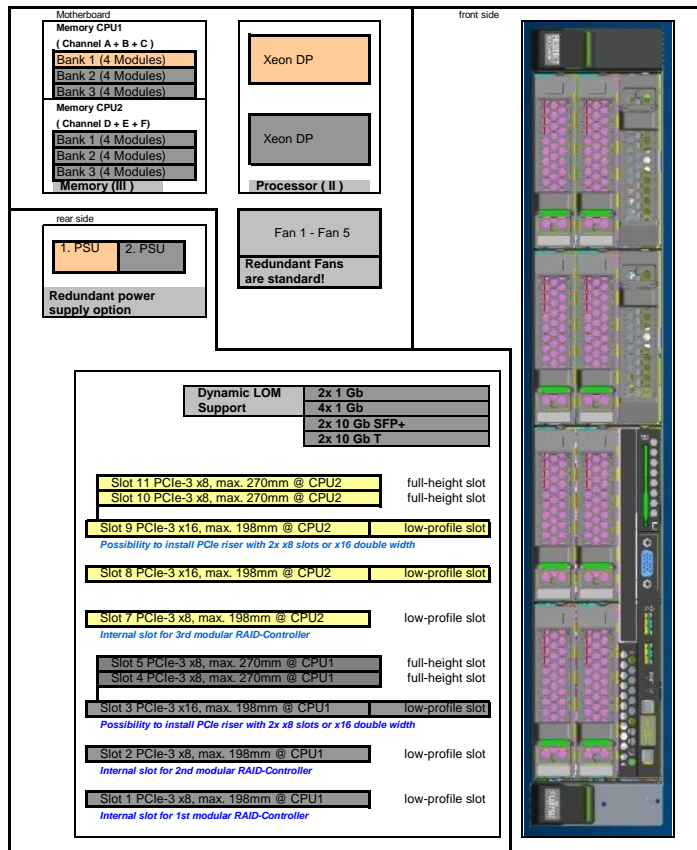 Motherboard
Memory CPU1
( Channel A + B + C )
Bank 1 (4 Modules)
Bank 2 (4 Modules)
Bank 3 (4 Modules)
Memory CPU2
( Channel D + E + F)
Bank 1 (4 Modules)
Bank 2 (4 Modules)
Bank 3 (4 Modules)
Memory (III )
Xeon DP
Xeon DP
Processor ( II )
front side
rear side
1. PSU
2. PSU
Redundant power
supply option
Fan 1 - Fan 5
Redundant Fans
are standard!
Dynamic LOM
Support
2x 1 Gb
4x 1 Gb
2x 10 Gb SFP+
2x 10 Gb T
Slot 11 PCIe-3 x8, max. 270mm @ CPU2 full-height slot
Slot 10 PCIe-3 x8, max. 270mm @ CPU2 full-height slot
Slot 9 PCIe-3 x16, max. 198mm @ CPU2 low-profile slot
Possibility to install PCIe riser with 2x x8 slots or x16 double width
Slot 8 PCIe-3 x16, max. 198mm @ CPU2 low-profile slot
Slot 7 PCIe-3 x8, max. 198mm @ CPU2 low-profile slot
Internal slot for 3rd modular RAID-Controller
Slot 5 PCIe-3 x8, max. 270mm @ CPU1 full-height slot
Slot 4 PCIe-3 x8, max. 270mm @ CPU1 full-height slot
Slot 3 PCIe-3 x16, max. 198mm @ CPU1 low-profile slot
Possibility to install PCIe riser with 2x x8 slots or x16 double width
Slot 2 PCIe-3 x8, max. 198mm @ CPU1 low-profile slot
Internal slot for 2nd modular RAID-Controller
Slot 1 PCIe-3 x8, max. 198mm @ CPU1 low-profile slot
Internal slot for 1st modular RAID-Controller
FUJITSU